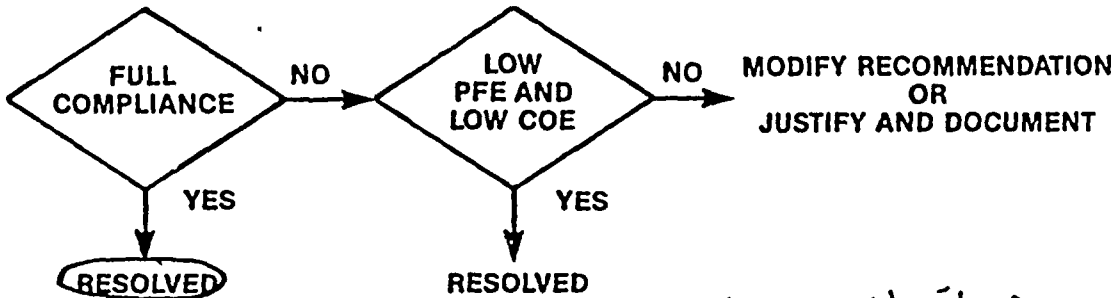 FULL
COMPLIANCE
NO
LOW
PFE AND
LOW COE
NO
MODIFY RECOMMENDATION
OR
JUSTIFY AND DOCUMENT
YES
YES
RESOLVED
RESOLVED